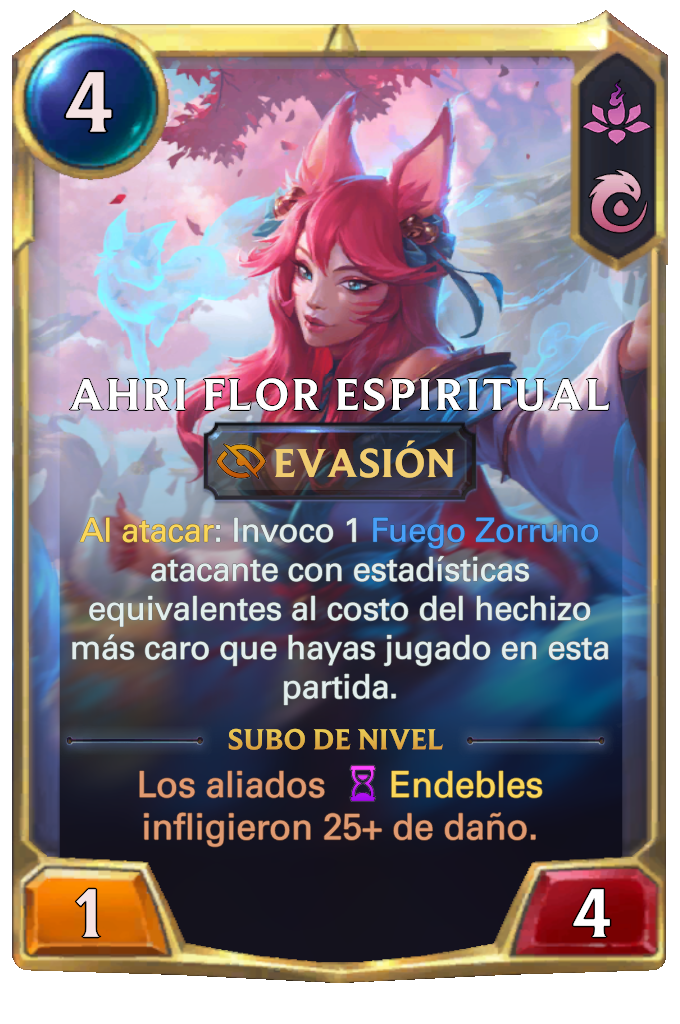 4
AHRI FLOR ESPIRITUAL
EVASIÓN
Al atacar: Invoco 1 Fuego Zorruno
atacante con estadísticas
equivalentes al costo del hechizo
más caro que hayas jugado en esta
partida.
SUBO DE NIVEL
Los aliados Endebles
infligieron 25+ de daño.
1
4